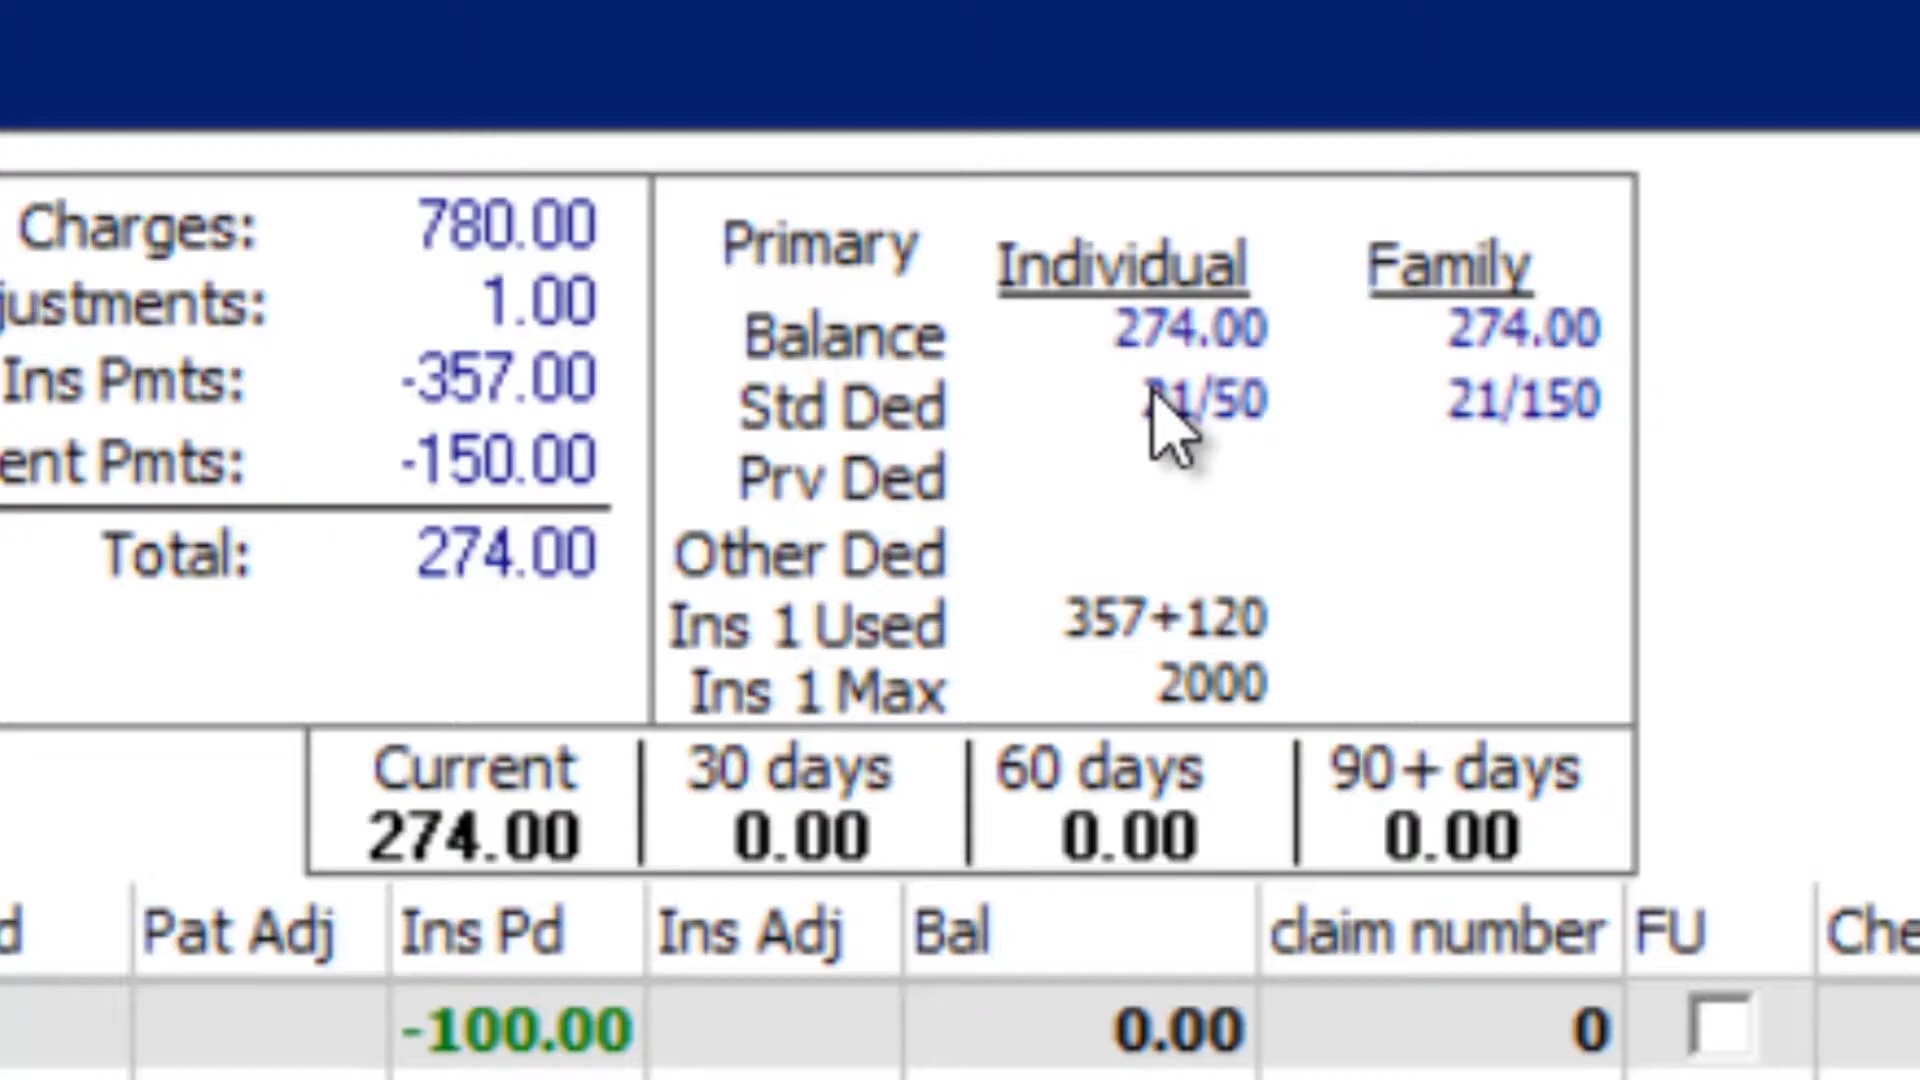 Charges: 780.00
justments: 1.00
Ins Pmts: -357.00
ent Pmts: -150.00
Total: 274.00
Primary Individual Family
Balance 274.00 274.00
Std Ded 21/50 21/150
Prv Ded
Other Ded
Ins 1 Used 357+120
Ins 1 Max 2000
Current 30 days 60 days 90+ days
274.00 0.00 0.00 0.00
d Pat Adj Ins Pd Ins Adj Bal claim number FU Che
-100.00 0.00 0